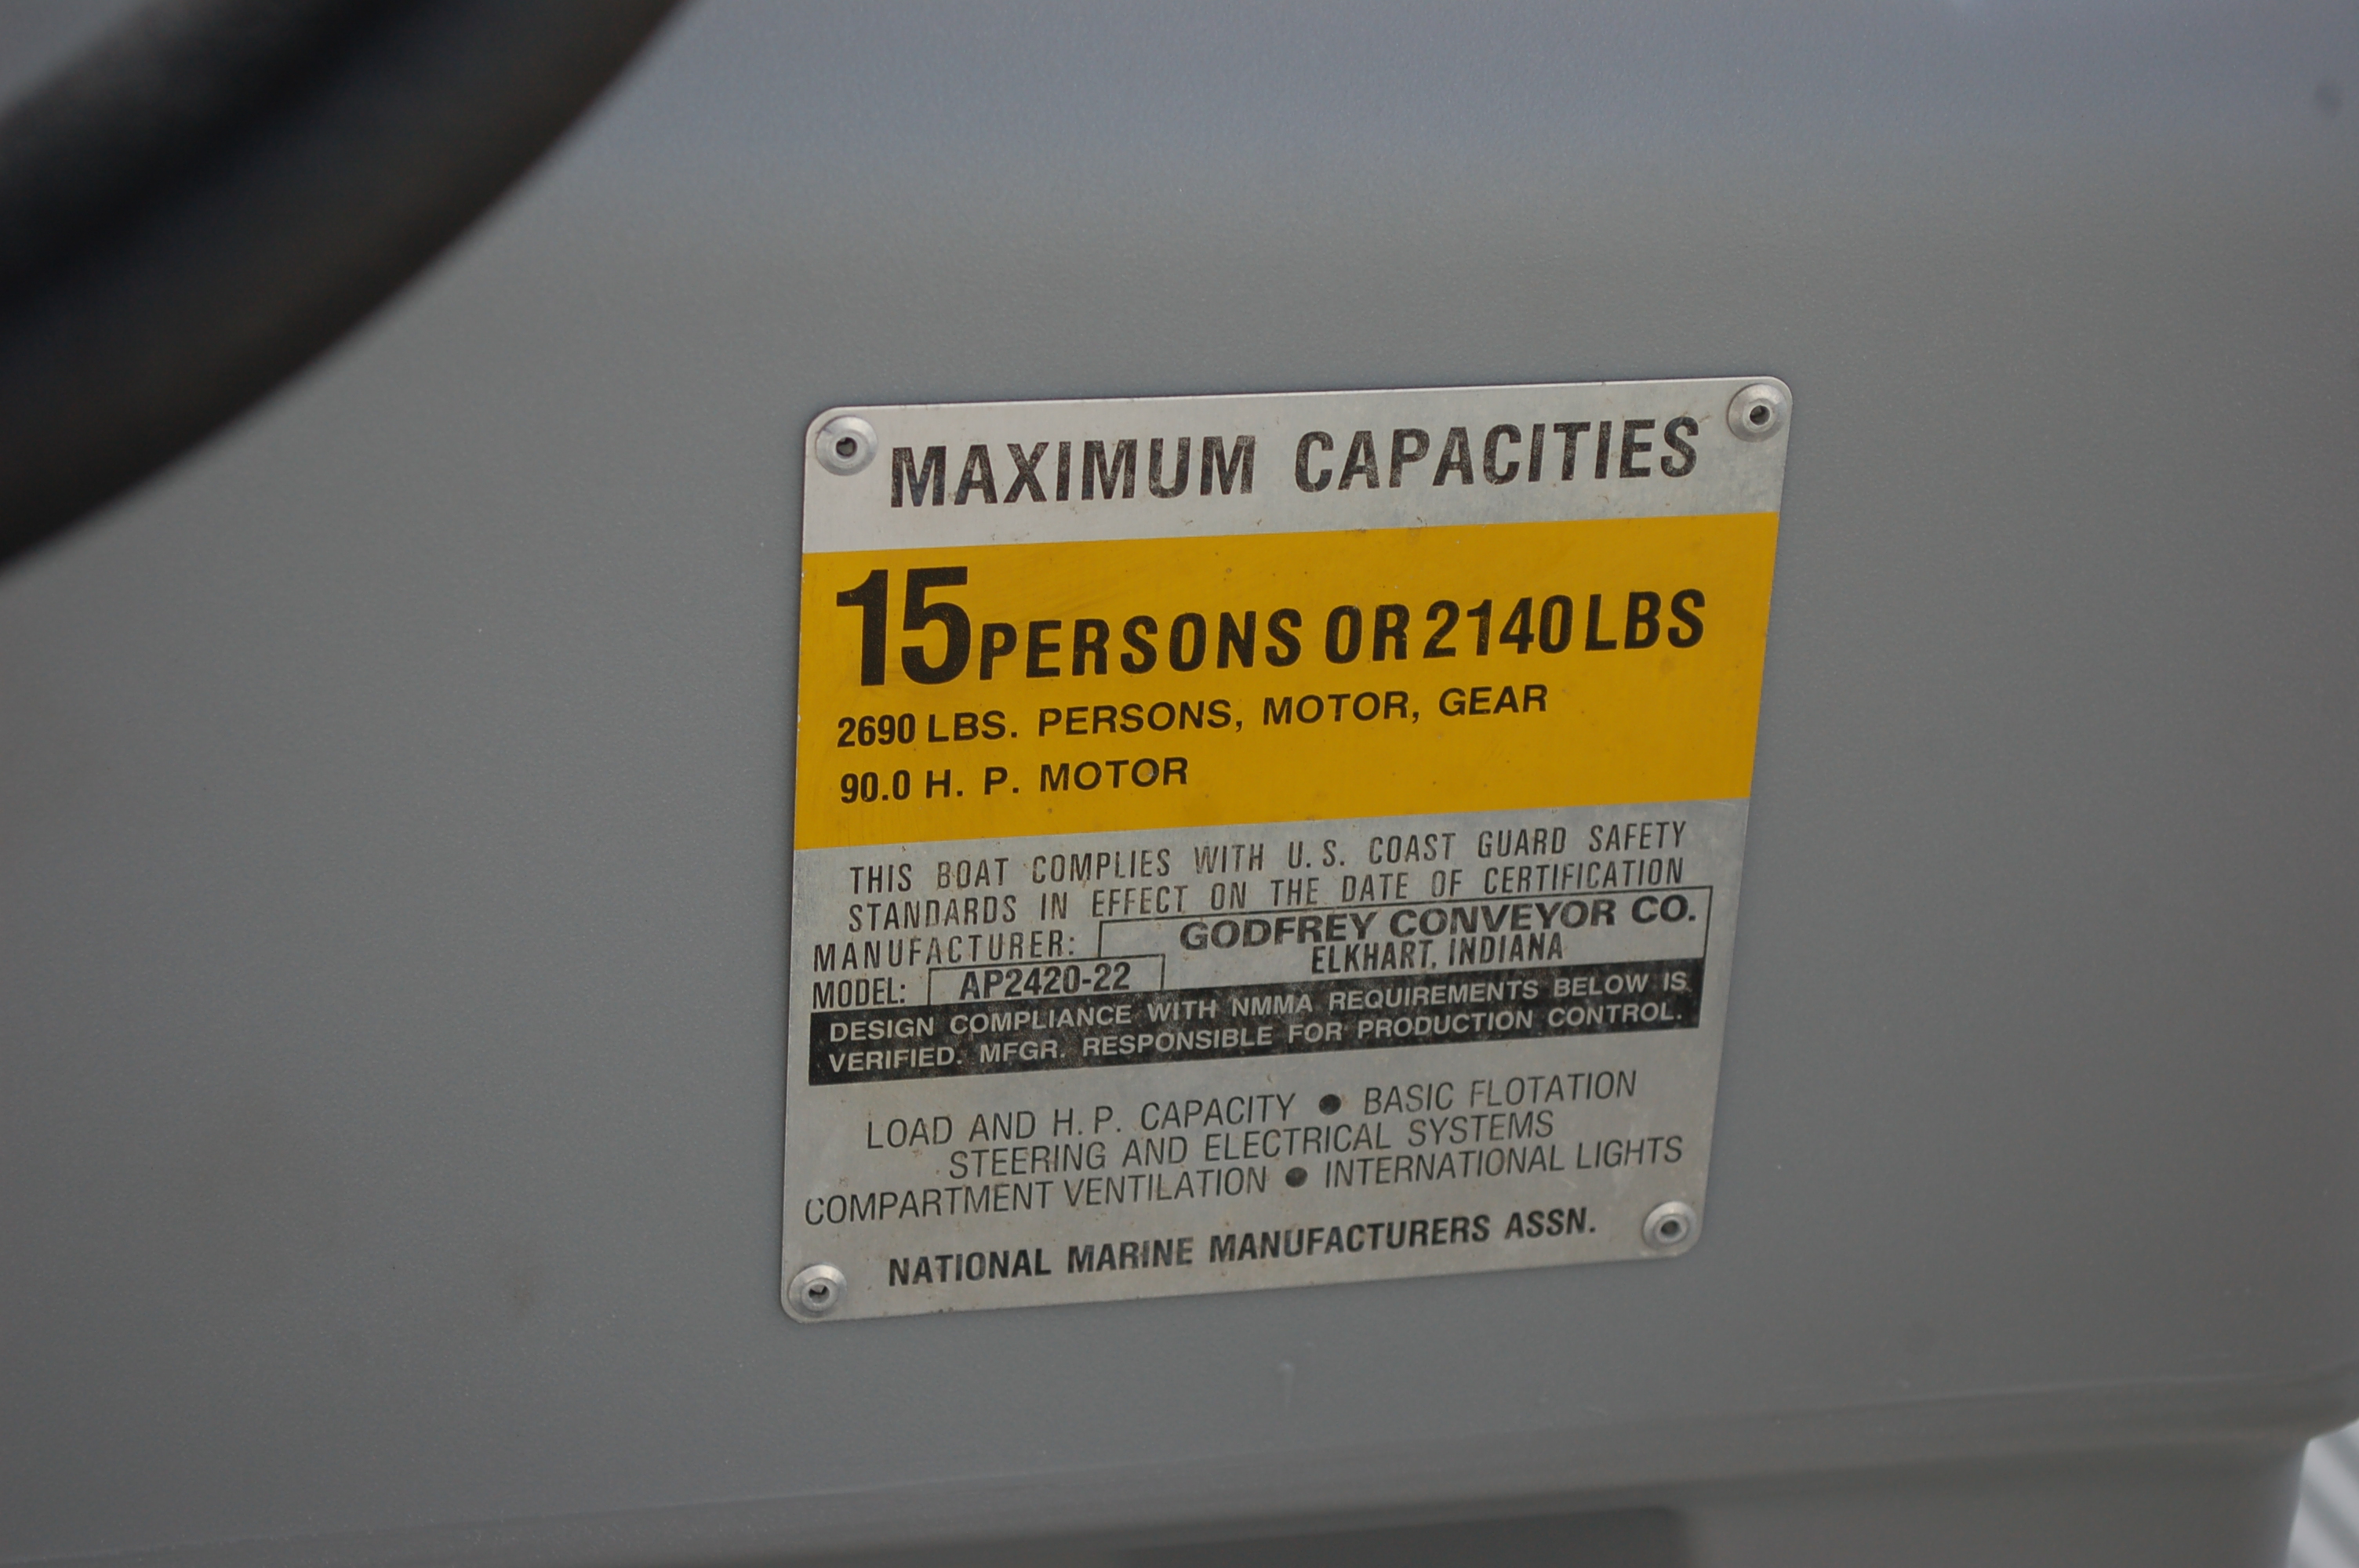 MAXIMUM CAPACITIES
15 PERSONS OR 2140 LBS
2690 LBS. PERSONS, MOTOR, GEAR
90.0 H. P. MOTOR
THIS BOAT COMPLIES WITH U. S. COAST GUARD SAFETY
STANDARDS IN EFFECT ON THE DATE OF CERTIFICATION
MANUFACTURER: GODFREY CONVEYOR CO.
ELKHART, INDIANA
MODEL: AP2420-22
DESIGN COMPLIANCE WITH NMMA REQUIREMENTS BELOW IS
VERIFIED. MFGR. RESPONSIBLE FOR PRODUCTION CONTROL.
LOAD AND H. P. CAPACITY ● BASIC FLOTATION
STEERING AND ELECTRICAL SYSTEMS
COMPARTMENT VENTILATION ● INTERNATIONAL LIGHTS
NATIONAL MARINE MANUFACTURERS ASSN.